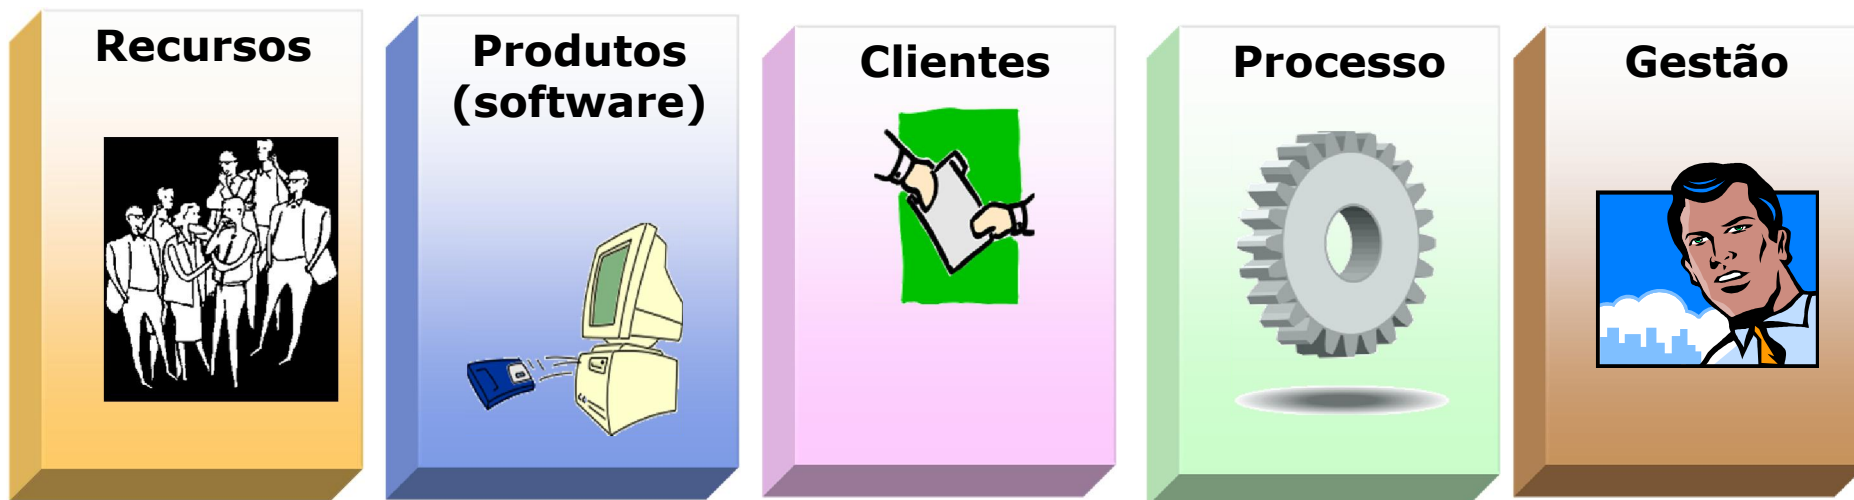 Recursos
Produtos
(software)
Clientes
Processo
Gestão